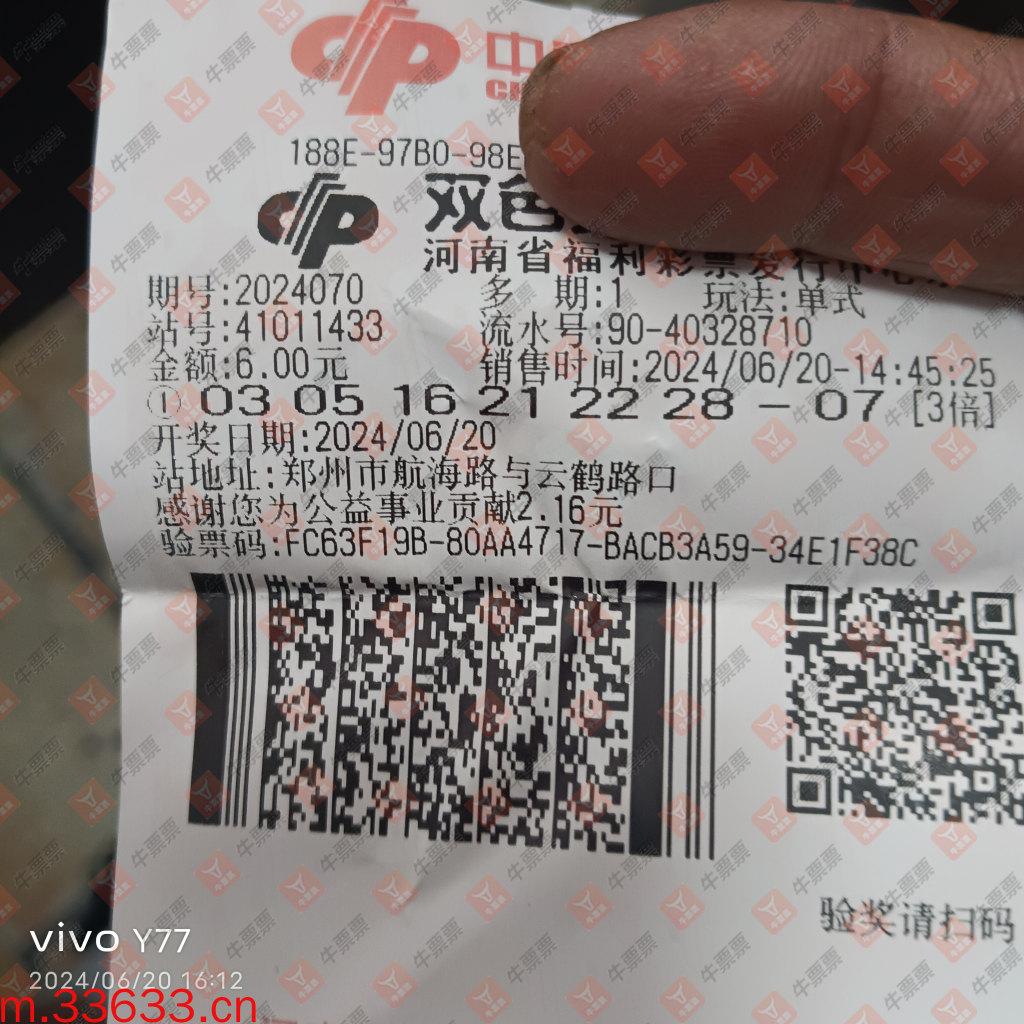 中
188E-97B0-98E
双色
河南省福利彩票发行中心
期号:2024070 多 期:1 玩法:单式
站号:41011433 流水号:90-40328710
金额:6.00元 销售时间:2024/06/20-14:45:25
① 03 05 16 21 22 28 - 07 [3倍]
开奖日期:2024/06/20
站地址:郑州市航海路与云鹤路口
感谢您为公益事业贡献2.16元
验票码:FC63F19B-80AA4717-BACB3A59-34E1F38C
验奖请扫码
vivo Y77
2024/06/20 16:12
m.33633.cn
牛票票